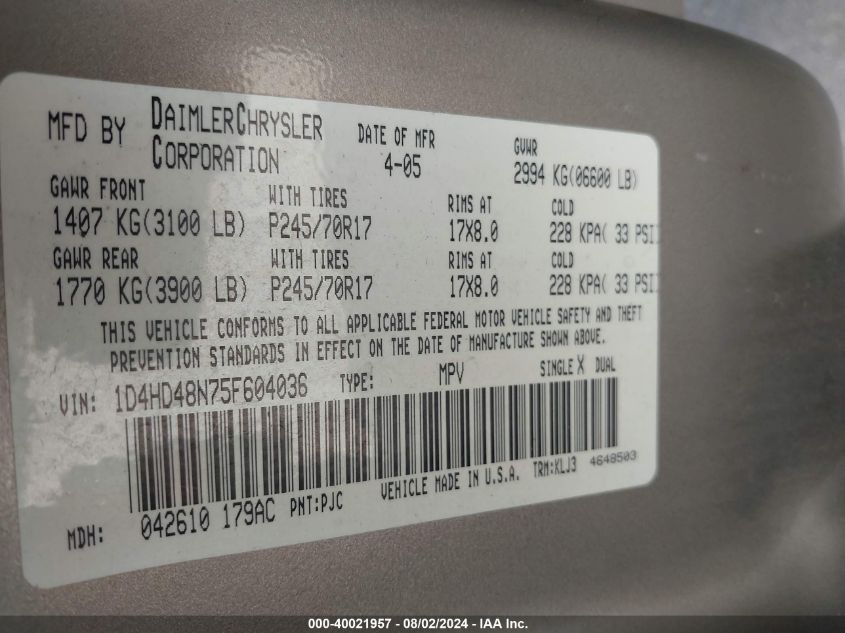 MFD BY DAIMLERCHRYSLER CORPORATION DATE OF MFR 4-05 GVWR 2994 KG(06600 LB)
GAWR FRONT WITH TIRES RIMS AT COLD
1407 KG(3100 LB) P245/70R17 17X8.0 228 KPA( 33 PSI)
GAWR REAR WITH TIRES RIMS AT COLD
1770 KG(3900 LB) P245/70R17 17X8.0 228 KPA( 33 PSI)
THIS VEHICLE CONFORMS TO ALL APPLICABLE FEDERAL MOTOR VEHICLE SAFETY AND THEFT
PREVENTION STANDARDS IN EFFECT ON THE DATE OF MANUFACTURE SHOWN ABOVE.
VIN: 1D4HD48N75F604036 TYPE: MPV SINGLE X DUAL
MDH: 042610 179AC PNT:PJC VEHICLE MADE IN U.S.A. TRM:KLJ3 4648503
000-40021957 - 08/02/2024 - IAA Inc.